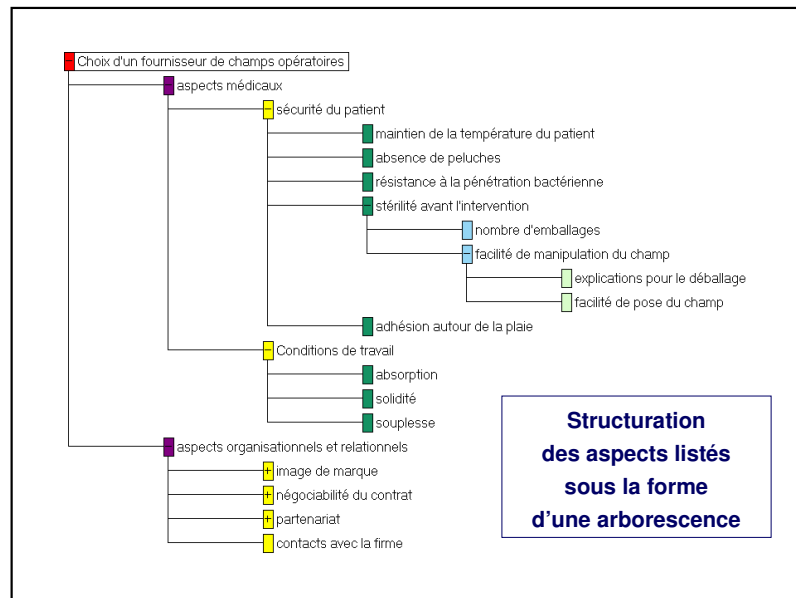 Choix d'un fournisseur de champs opératoires
aspects médicaux
sécurité du patient
maintien de la température du patient
absence de peluches
résistance à la pénétration bactérienne
stérilité avant l'intervention
nombre d'emballages
facilité de manipulation du champ
explications pour le déballage
facilité de pose du champ
adhésion autour de la plaie
Conditions de travail
absorption
solidité
souplesse
aspects organisationnels et relationnels
image de marque
négociabilité du contrat
partenariat
contacts avec la firme
Structuration
des aspects listés
sous la forme
d'une arborescence